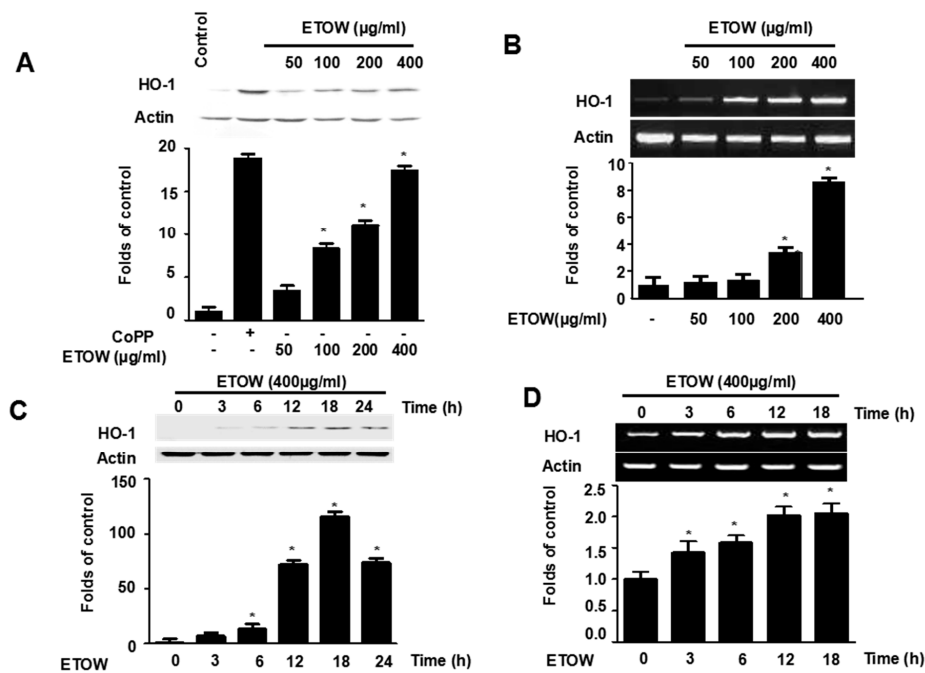 A
Control
ETOW (µg/ml)
50 100 200 400
HO-1
Actin
Folds of control
20
15
10
5
0
* * *
CoPP - + - - - -
ETOW (µg/ml) - - 50 100 200 400
B
ETOW (µg/ml)
50 100 200 400
HO-1
Actin
Folds of control
10
8
6
4
2
0
* *
ETOW(µg/ml) - 50 100 200 400
C
ETOW (400µg/ml)
0 3 6 12 18 24 Time (h)
HO-1
Actin
Folds of control
150
100
50
0
* * * *
ETOW 0 3 6 12 18 24 Time (h)
D
ETOW (400µg/ml)
0 3 6 12 18 Time (h)
HO-1
Actin
Folds of control
2.5
2.0
1.5
1.0
0.5
0.0
* * * *
ETOW 0 3 6 12 18 Time (h)